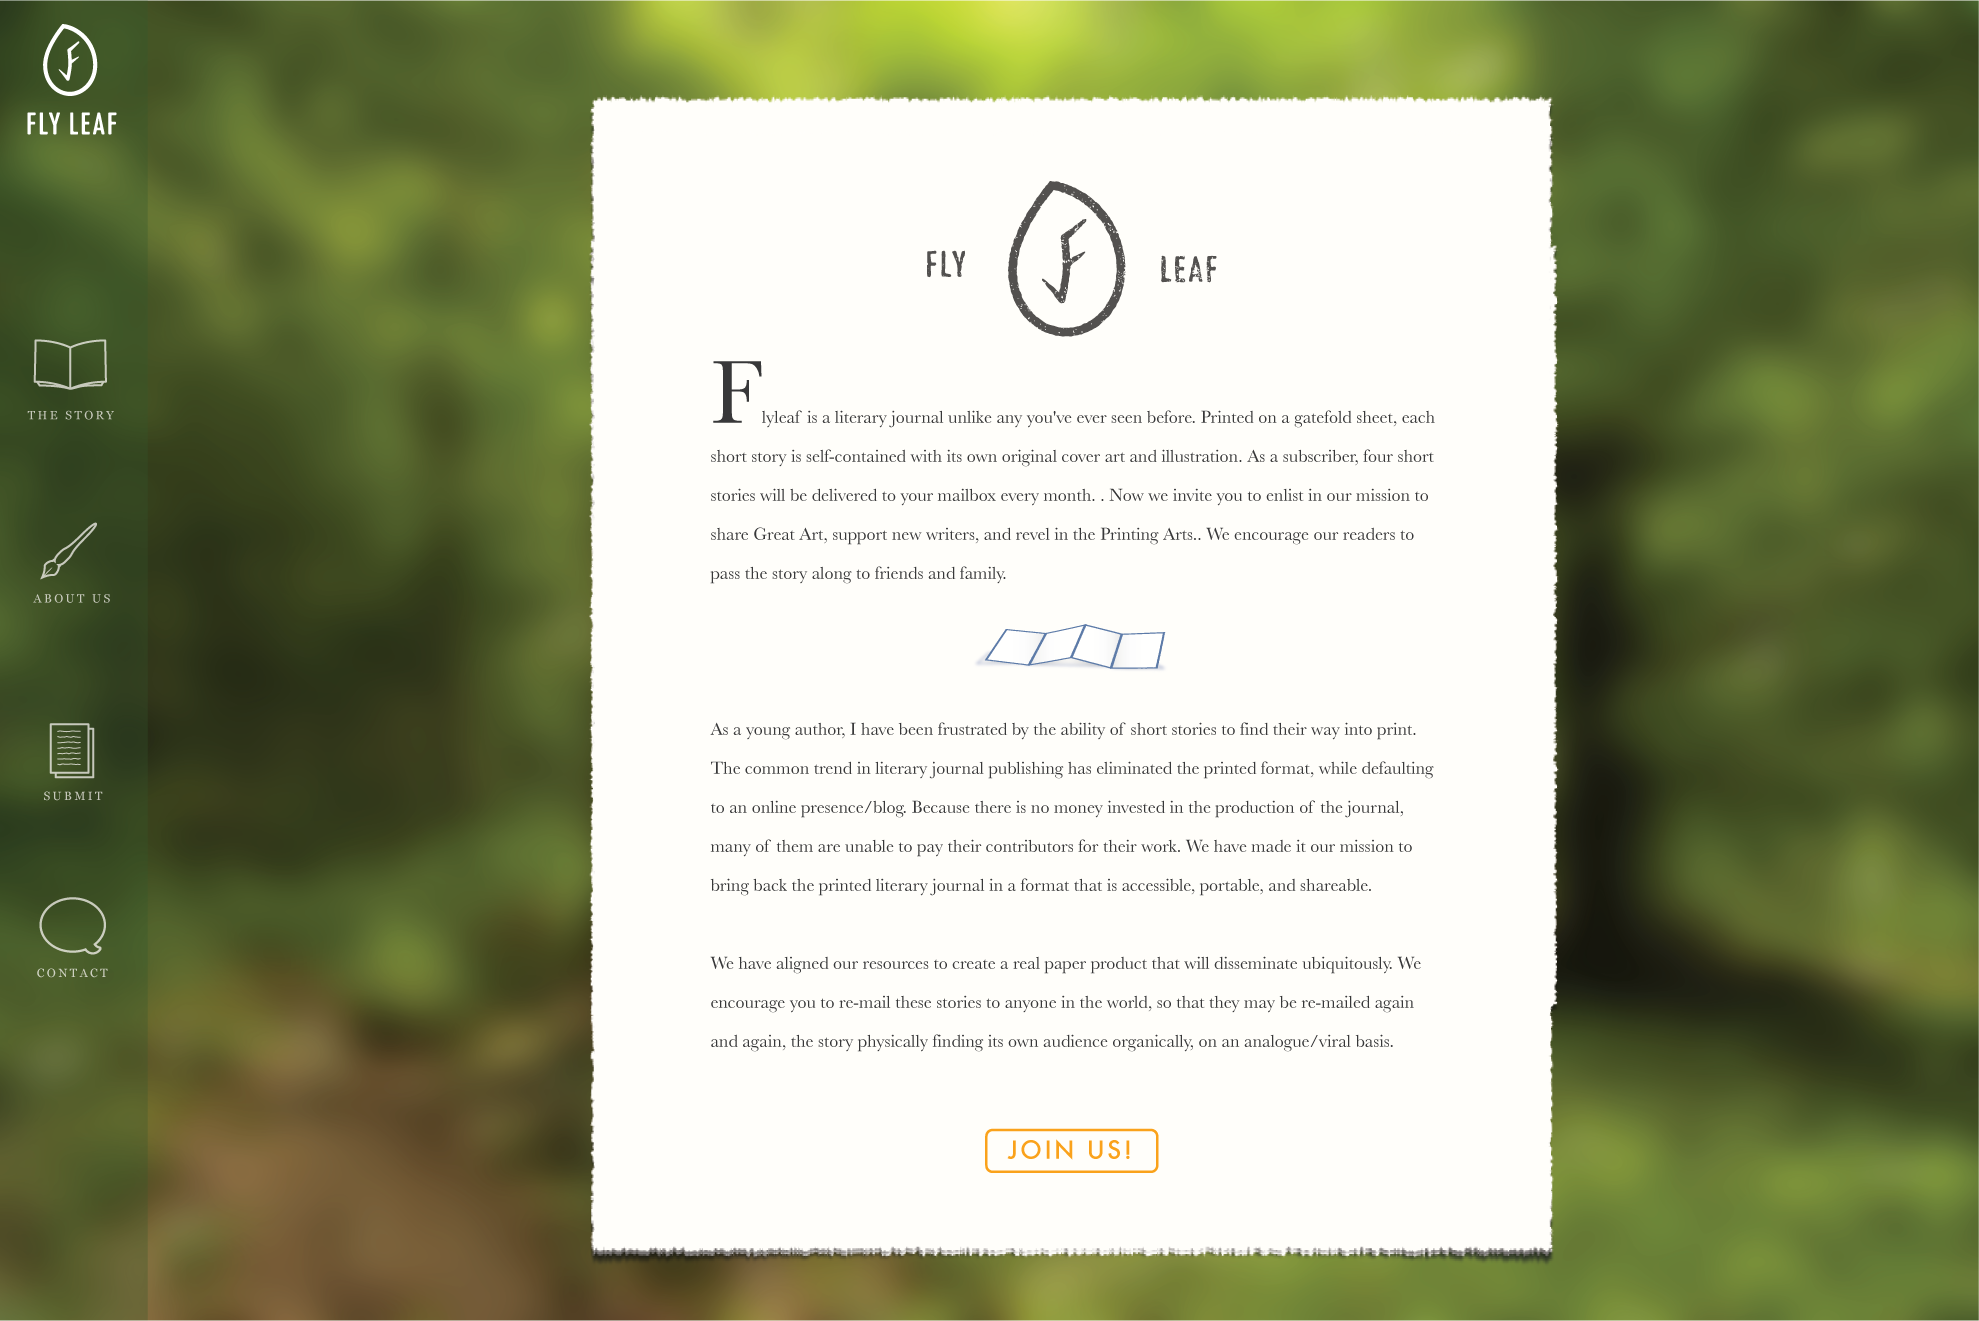 FLY LEAF
THE STORY
ABOUT US
SUBMIT
CONTACT
FLY LEAF
Flyleaf is a literary journal unlike any you've ever seen before. Printed on a gatefold sheet, each
short story is self-contained with its own original cover art and illustration. As a subscriber, four short
stories will be delivered to your mailbox every month. . Now we invite you to enlist in our mission to
share Great Art, support new writers, and revel in the Printing Arts.. We encourage our readers to
pass the story along to friends and family.
As a young author, I have been frustrated by the ability of short stories to find their way into print.
The common trend in literary journal publishing has eliminated the printed format, while defaulting
to an online presence/blog. Because there is no money invested in the production of the journal,
many of them are unable to pay their contributors for their work. We have made it our mission to
bring back the printed literary journal in a format that is accessible, portable, and shareable.
We have aligned our resources to create a real paper product that will disseminate ubiquitously. We
encourage you to re-mail these stories to anyone in the world, so that they may be re-mailed again
and again, the story physically finding its own audience organically, on an analogue/viral basis.
JOIN US!